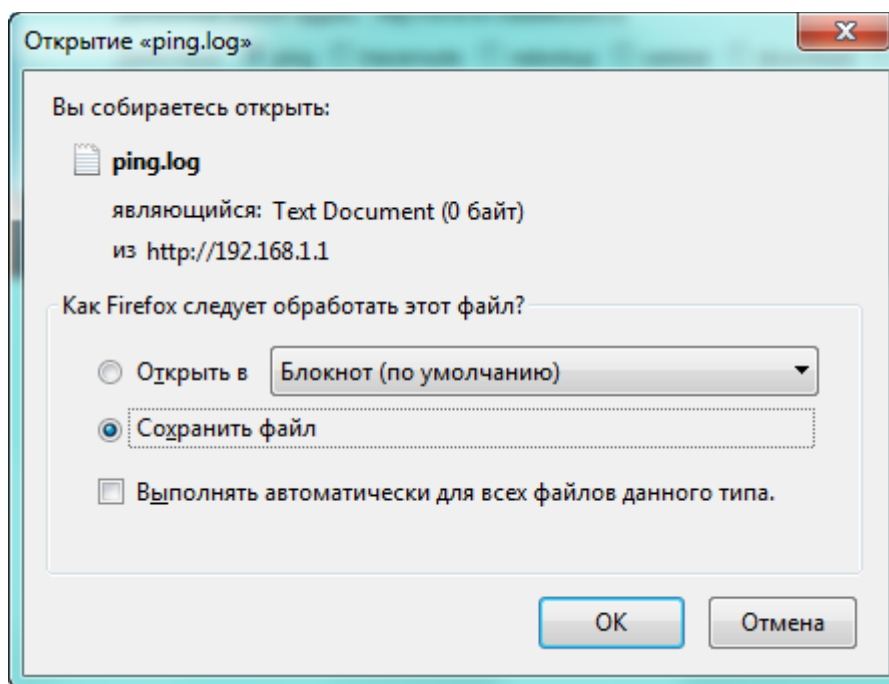 Открытие «ping.log»
Вы собираетесь открыть:
ping.log
являющийся: Text Document (0 байт)
из http://192.168.1.1
Как Firefox следует обработать этот файл?
Открыть в Блокнот (по умолчанию)
Сохранить файл
Выполнять автоматически для всех файлов данного типа.
OK Отмена